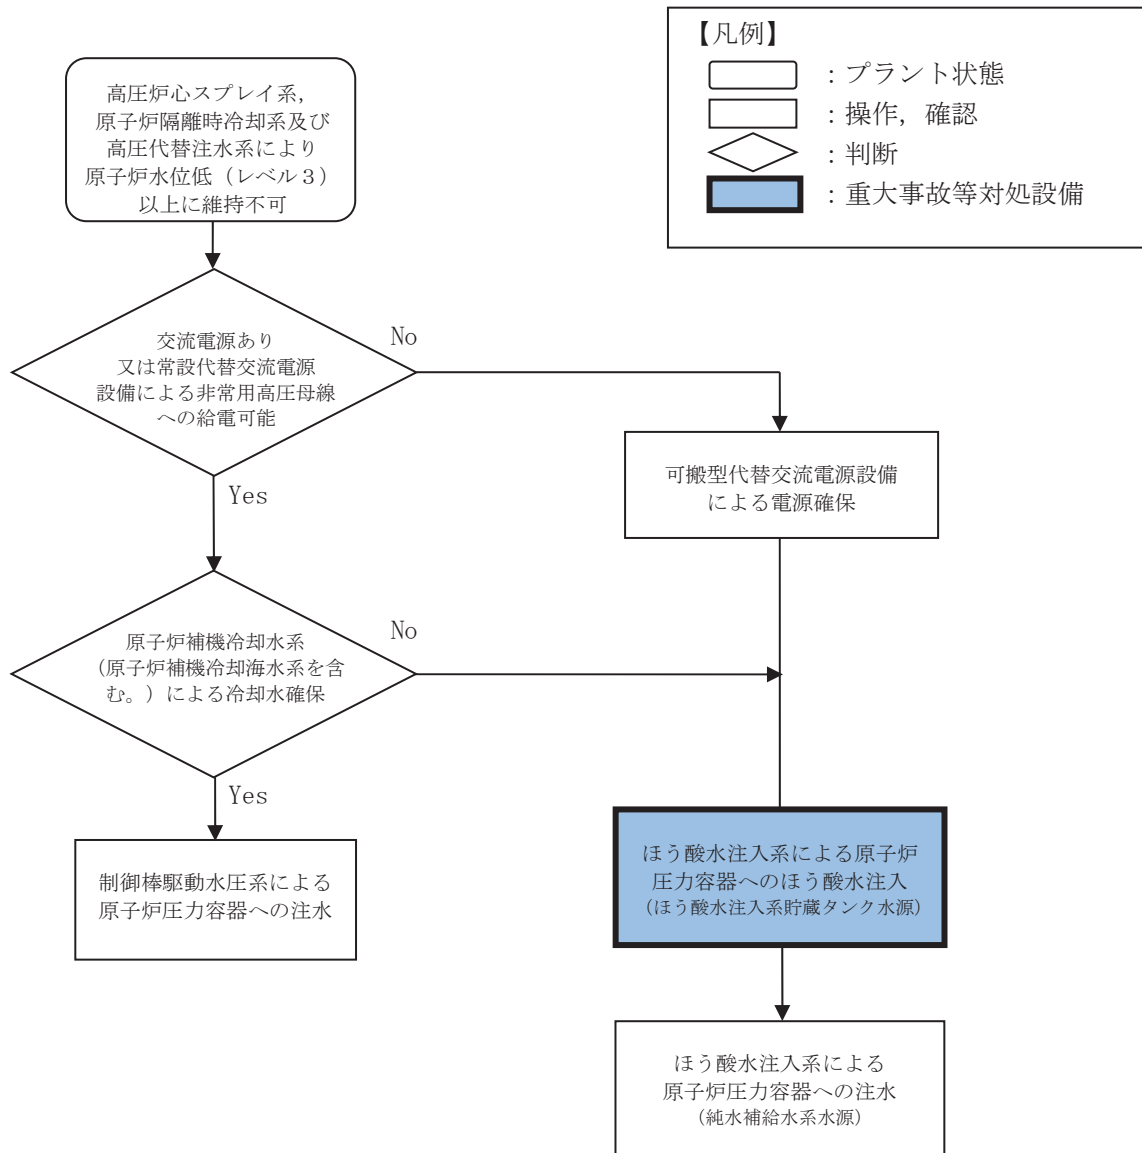 【凡例】
：プラント状態
：操作，確認
：判断
：重大事故等対処設備
高圧炉心スプレイ系，
原子炉隔離時冷却系及び
高圧代替注水系により
原子炉水位低（レベル３）
以上に維持不可
交流電源あり
又は常設代替交流電源
設備による非常用高圧母線
への給電可能
No
Yes
可搬型代替交流電源設備
による電源確保
原子炉補機冷却水系
（原子炉補機冷却海水系を含
む。）による冷却水確保
No
Yes
制御棒駆動水圧系による
原子炉圧力容器への注水
ほう酸水注入系による原子炉
圧力容器へのほう酸水注入
（ほう酸水注入系貯蔵タンク水源）
ほう酸水注入系による
原子炉圧力容器への注水
（純水補給水系水源）